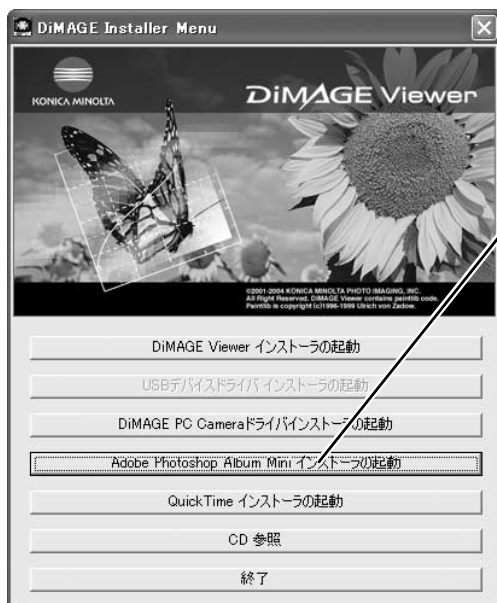 DiMAGE Installer Menu
KONICA MINOLTA
DiMAGE Viewer
©2001-2004 KONICA MINOLTA PHOTO IMAGING, INC.
All Right Reserved. DiMAGE Viewer contains paintlib code.
Paintlib is copyright (c)1996-1999 Ulrich von Zadow.
DiMAGE Viewer インストーラの起動
USBデバイスドライバ インストーラの起動
DiMAGE PC Cameraドライバインストーラの起動
Adobe Photoshop Album Mini インストーラの起動
QuickTime インストーラの起動
CD 参照
終了